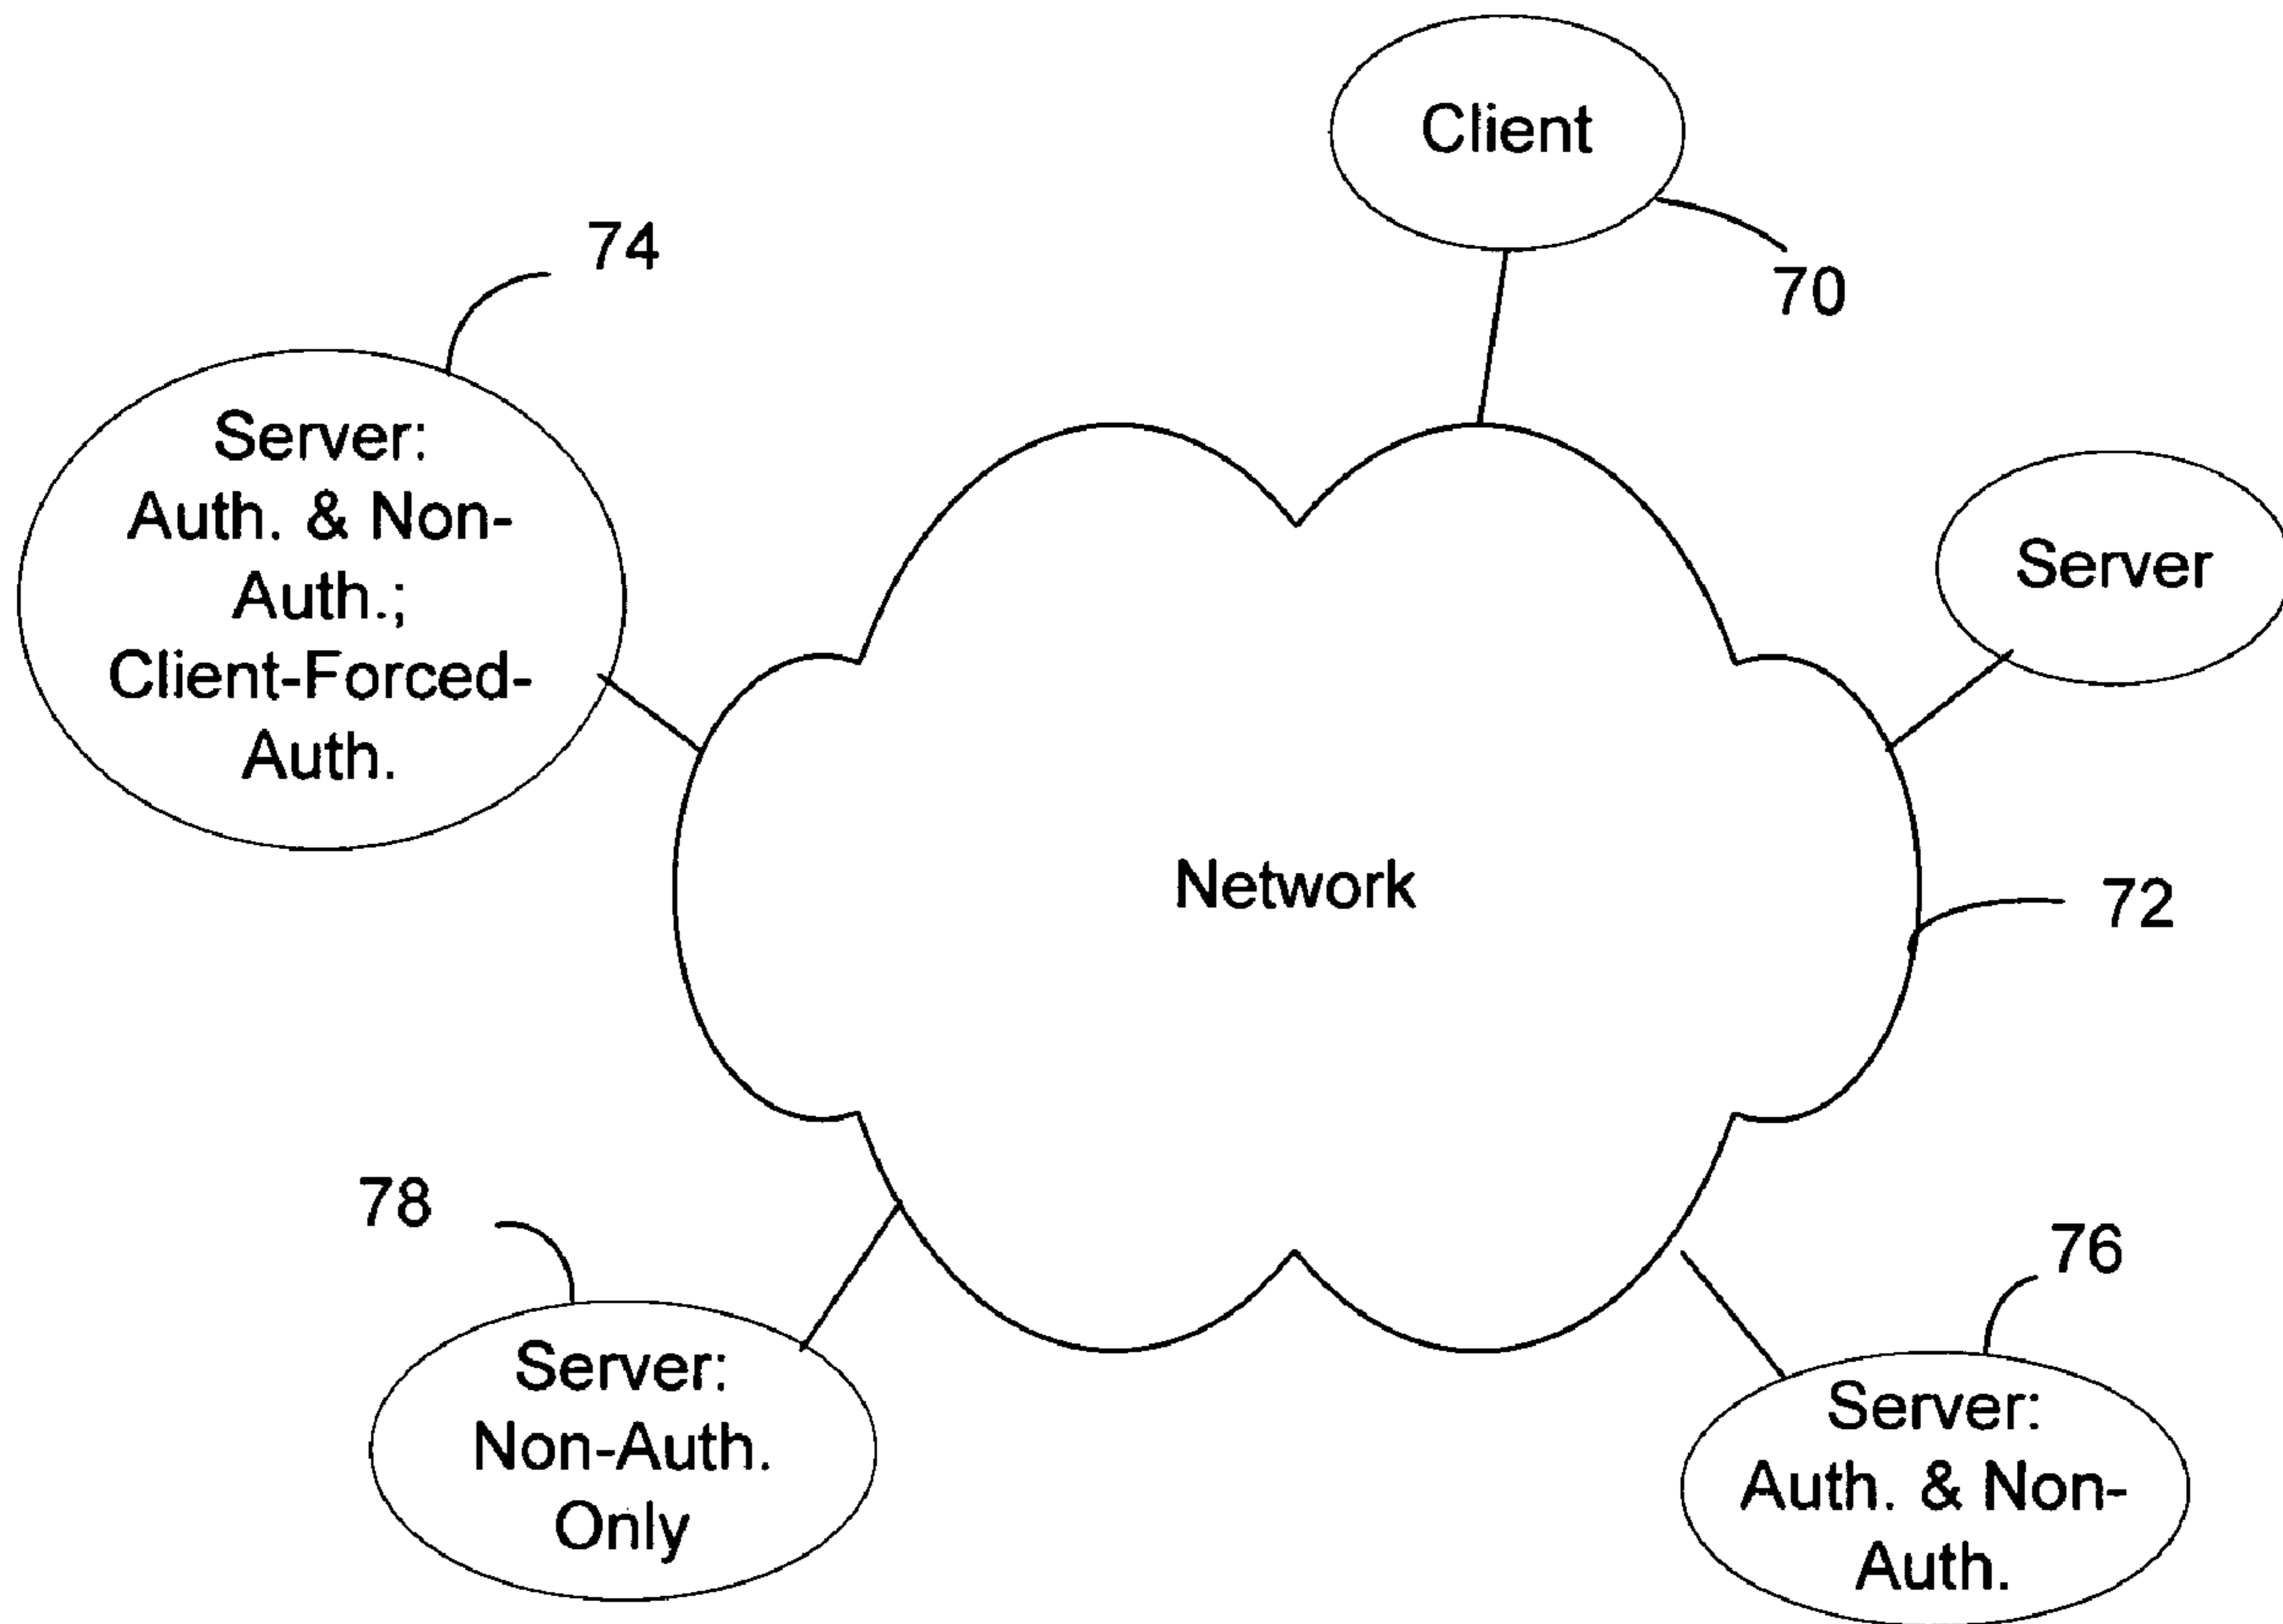 Client
70
74
Server:
Auth. & Non-
Auth.;
Client-Forced-
Auth.
Server
Network
72
78
Server:
Non-Auth.
Only
76
Server:
Auth. & Non-
Auth.